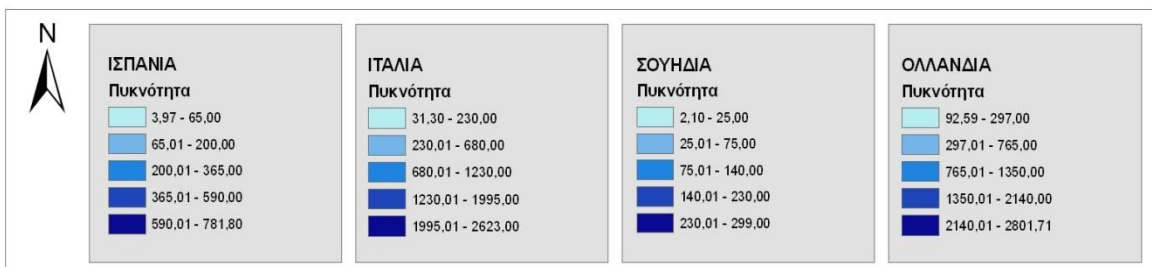 N
ΙΣΠΑΝΙΑ
Πυκνότητα
3,97 - 65,00
65,01 - 200,00
200,01 - 365,00
365,01 - 590,00
590,01 - 781,80
ΙΤΑΛΙΑ
Πυκνότητα
31,30 - 230,00
230,01 - 680,00
680,01 - 1230,00
1230,01 - 1995,00
1995,01 - 2623,00
ΣΟΥΗΔΙΑ
Πυκνότητα
2,10 - 25,00
25,01 - 75,00
75,01 - 140,00
140,01 - 230,00
230,01 - 299,00
ΟΛΛΑΝΔΙΑ
Πυκνότητα
92,59 - 297,00
297,01 - 765,00
765,01 - 1350,00
1350,01 - 2140,00
2140,01 - 2801,71